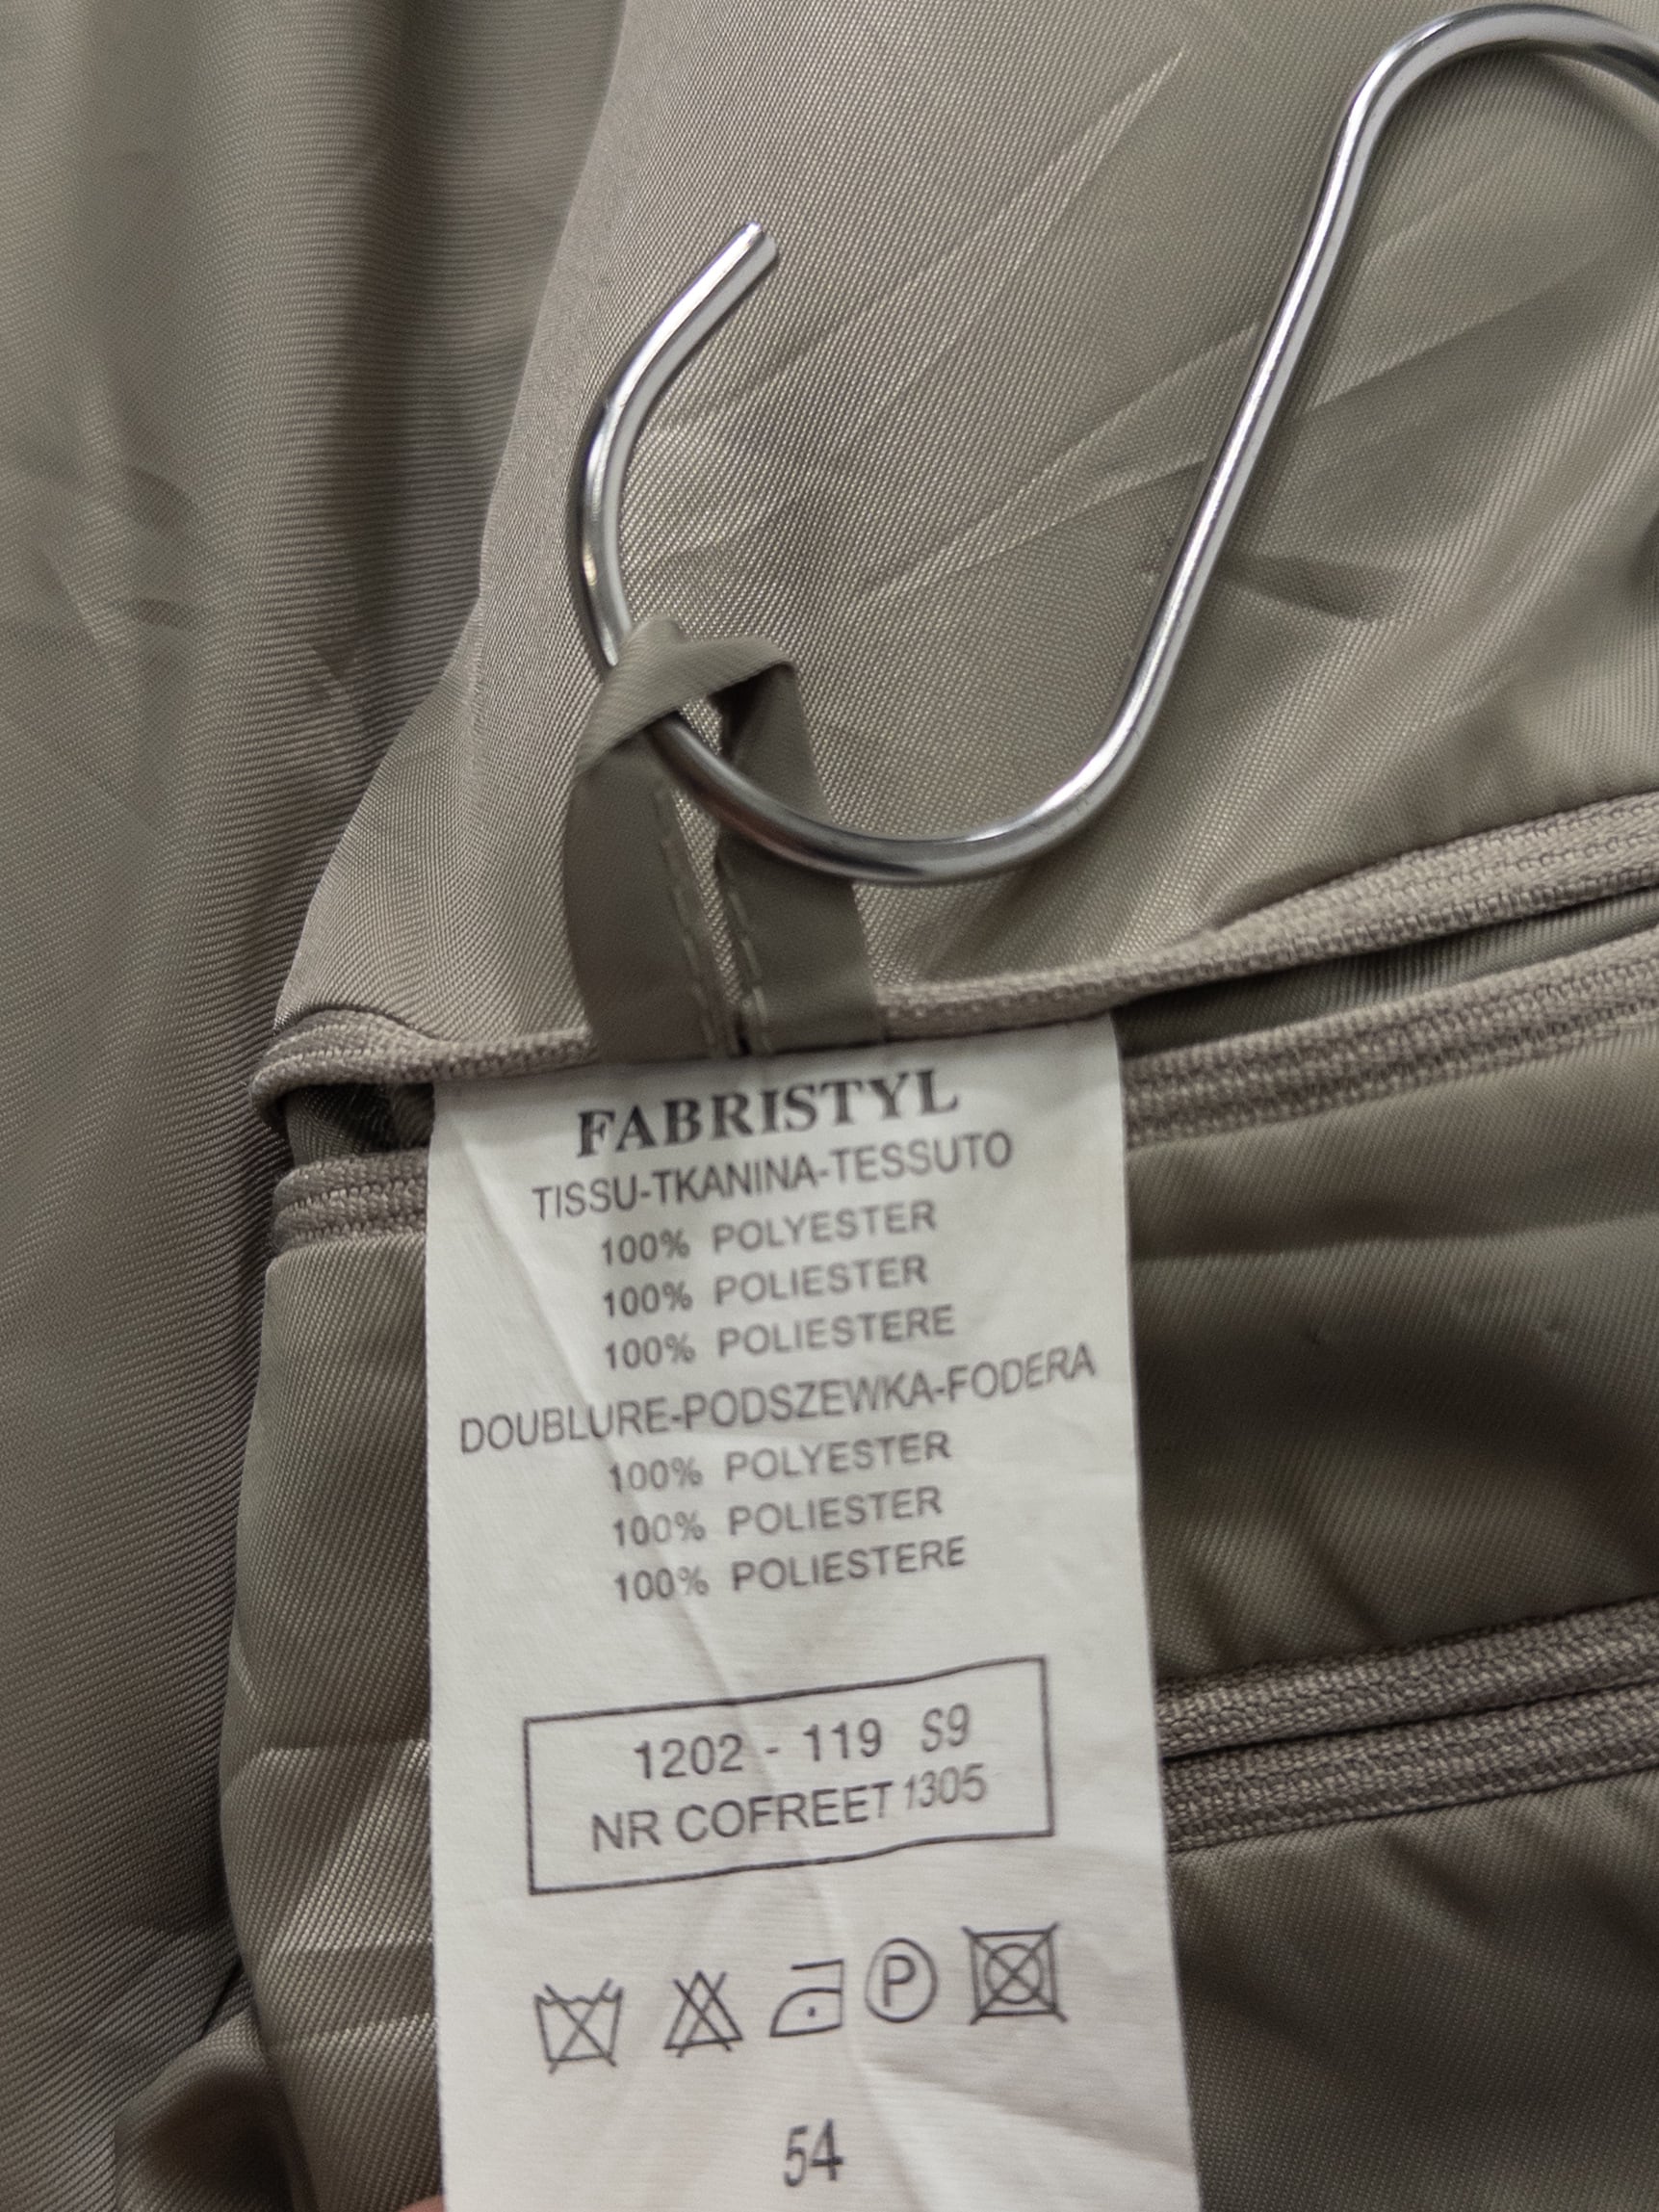 FABRISTYL
TISSU-TKANINA-TESSUTO
100% POLYESTER
100% POLIESTER
100% POLIESTERE
DOUBLURE-PODSZEWKA-FODERA
100% POLYESTER
100% POLIESTER
100% POLIESTERE
1202 - 119 S9
NR COFREET 1305
P
54